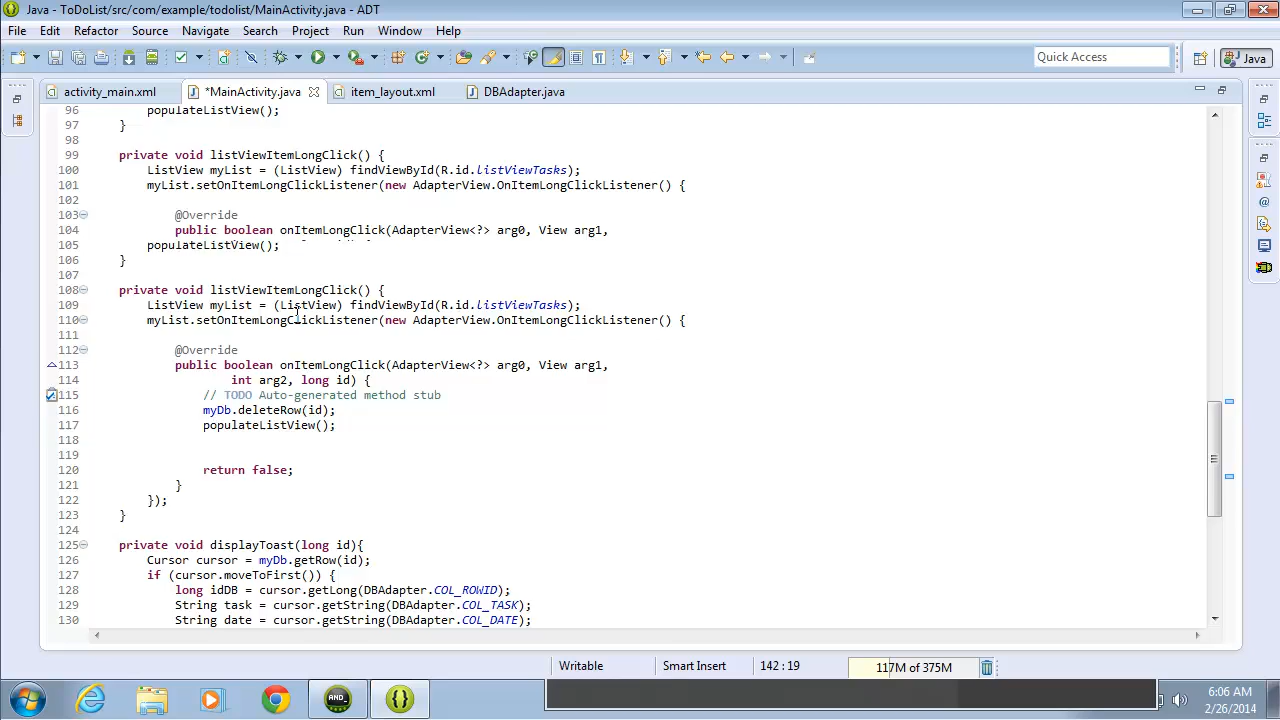 Java - ToDoList/src/com/example/todolist/MainActivity.java - ADT
File Edit Refactor Source Navigate Search Project Run Window Help
Quick Access
Java
activity_main.xml
*MainActivity.java
item_layout.xml
DBAdapter.java
96 populateListView();
97 }
98
99 private void listViewItemLongClick() {
100 ListView myList = (ListView) findViewById(R.id.listViewTasks);
101 myList.setOnItemLongClickListener(new AdapterView.OnItemLongClickListener() {
102
103 @Override
104 public boolean onItemLongClick(AdapterView<?> arg0, View arg1,
105 populateListView();
106 }
107
108 private void listViewItemLongClick() {
109 ListView myList = (ListView) findViewById(R.id.listViewTasks);
110 myList.setOnItemLongClickListener(new AdapterView.OnItemLongClickListener() {
111
112 @Override
113 public boolean onItemLongClick(AdapterView<?> arg0, View arg1,
114 int arg2, long id) {
115 // TODO Auto-generated method stub
116 myDb.deleteRow(id);
117 populateListView();
118
119
120 return false;
121 }
122 });
123 }
124
125 private void displayToast(long id){
126 Cursor cursor = myDb.getRow(id);
127 if (cursor.moveToFirst()) {
128 long idDB = cursor.getLong(DBAdapter.COL_ROWID);
129 String task = cursor.getString(DBAdapter.COL_TASK);
130 String date = cursor.getString(DBAdapter.COL_DATE);
Writable
Smart Insert
142 : 19
117M of 375M
AND_
{}
6:06 AM
2/26/2014